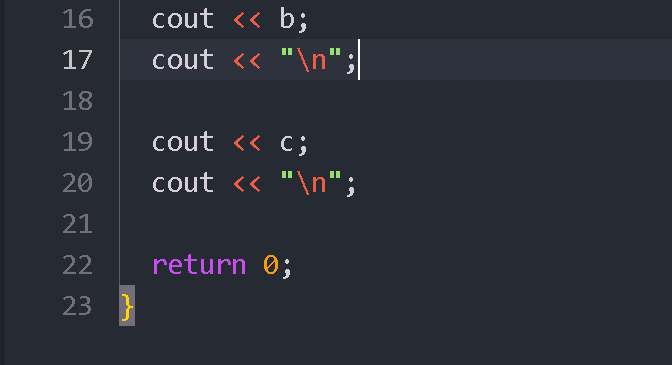 16 cout << b;
17 cout << "\n";
18
19 cout << c;
20 cout << "\n";
21
22 return 0;
23 }